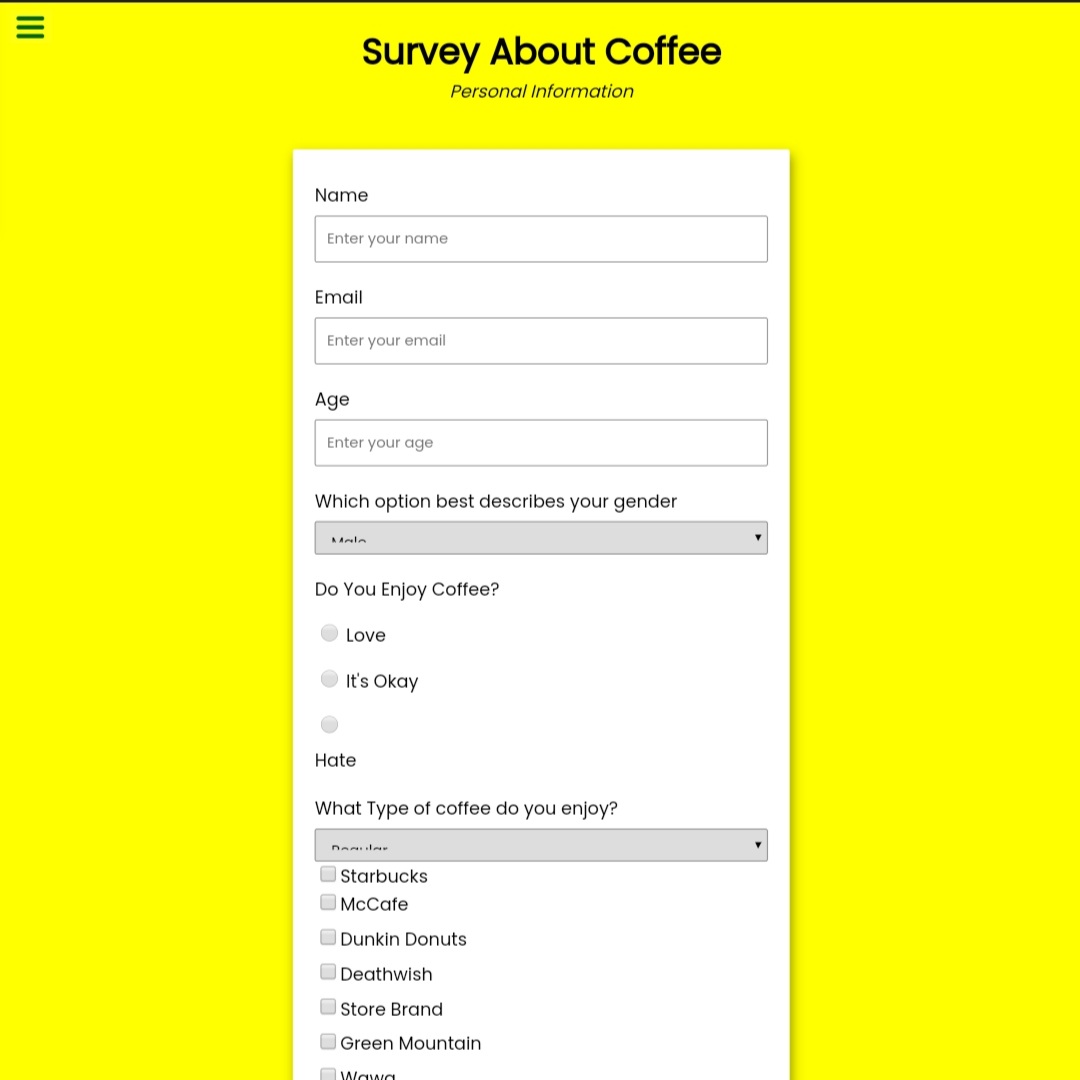 Survey About Coffee
Personal Information
Name
Enter your name
Email
Enter your email
Age
Enter your age
Which option best describes your gender
Male
Do You Enjoy Coffee?
Love
It's Okay
Hate
What Type of coffee do you enjoy?
Regular
Starbucks
McCafe
Dunkin Donuts
Deathwish
Store Brand
Green Mountain
Wawa